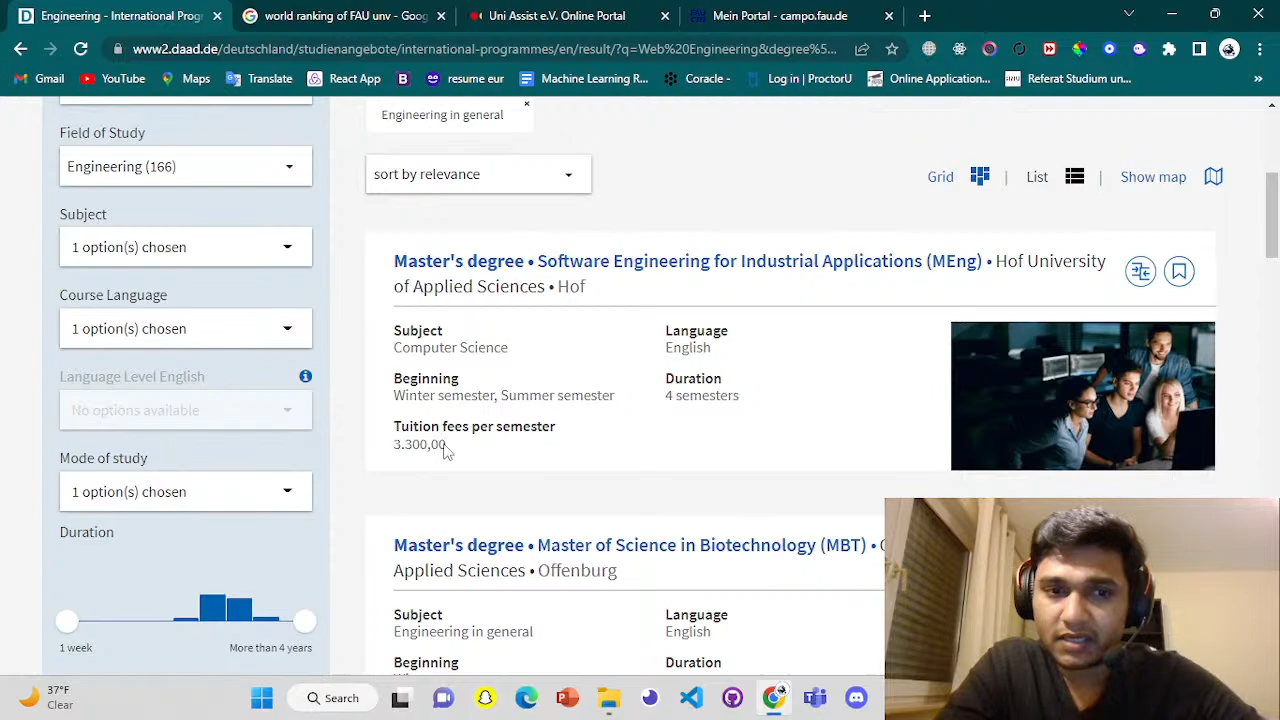 Engineering - International Prog
world ranking of FAU unv - Goog
Uni Assist e.V. Online Portal
Mein Portal - campo.fau.de
www2.daad.de/deutschland/studienangebote/international-programmes/en/result/?q=Web%20Engineering&degree%5...
Gmail
YouTube
Maps
Translate
React App
B
resume eur
Machine Learning R...
Coracle -
Log in | ProctorU
Online Application...
Referat Studium un...
»
Field of Study
Engineering (166)
Subject
1 option(s) chosen
Course Language
1 option(s) chosen
Language Level English
No options available
Mode of study
1 option(s) chosen
Duration
1 week
More than 4 years
Engineering in general
sort by relevance
Grid | List | Show map
Master's degree • Software Engineering for Industrial Applications (MEng) • Hof University
of Applied Sciences • Hof
Subject
Computer Science
Language
English
Beginning
Winter semester, Summer semester
Duration
4 semesters
Tuition fees per semester
3.300,00
Master's degree • Master of Science in Biotechnology (MBT) •
Applied Sciences • Offenburg
Subject
Engineering in general
Language
English
Beginning
Duration
37°F
Clear
Search